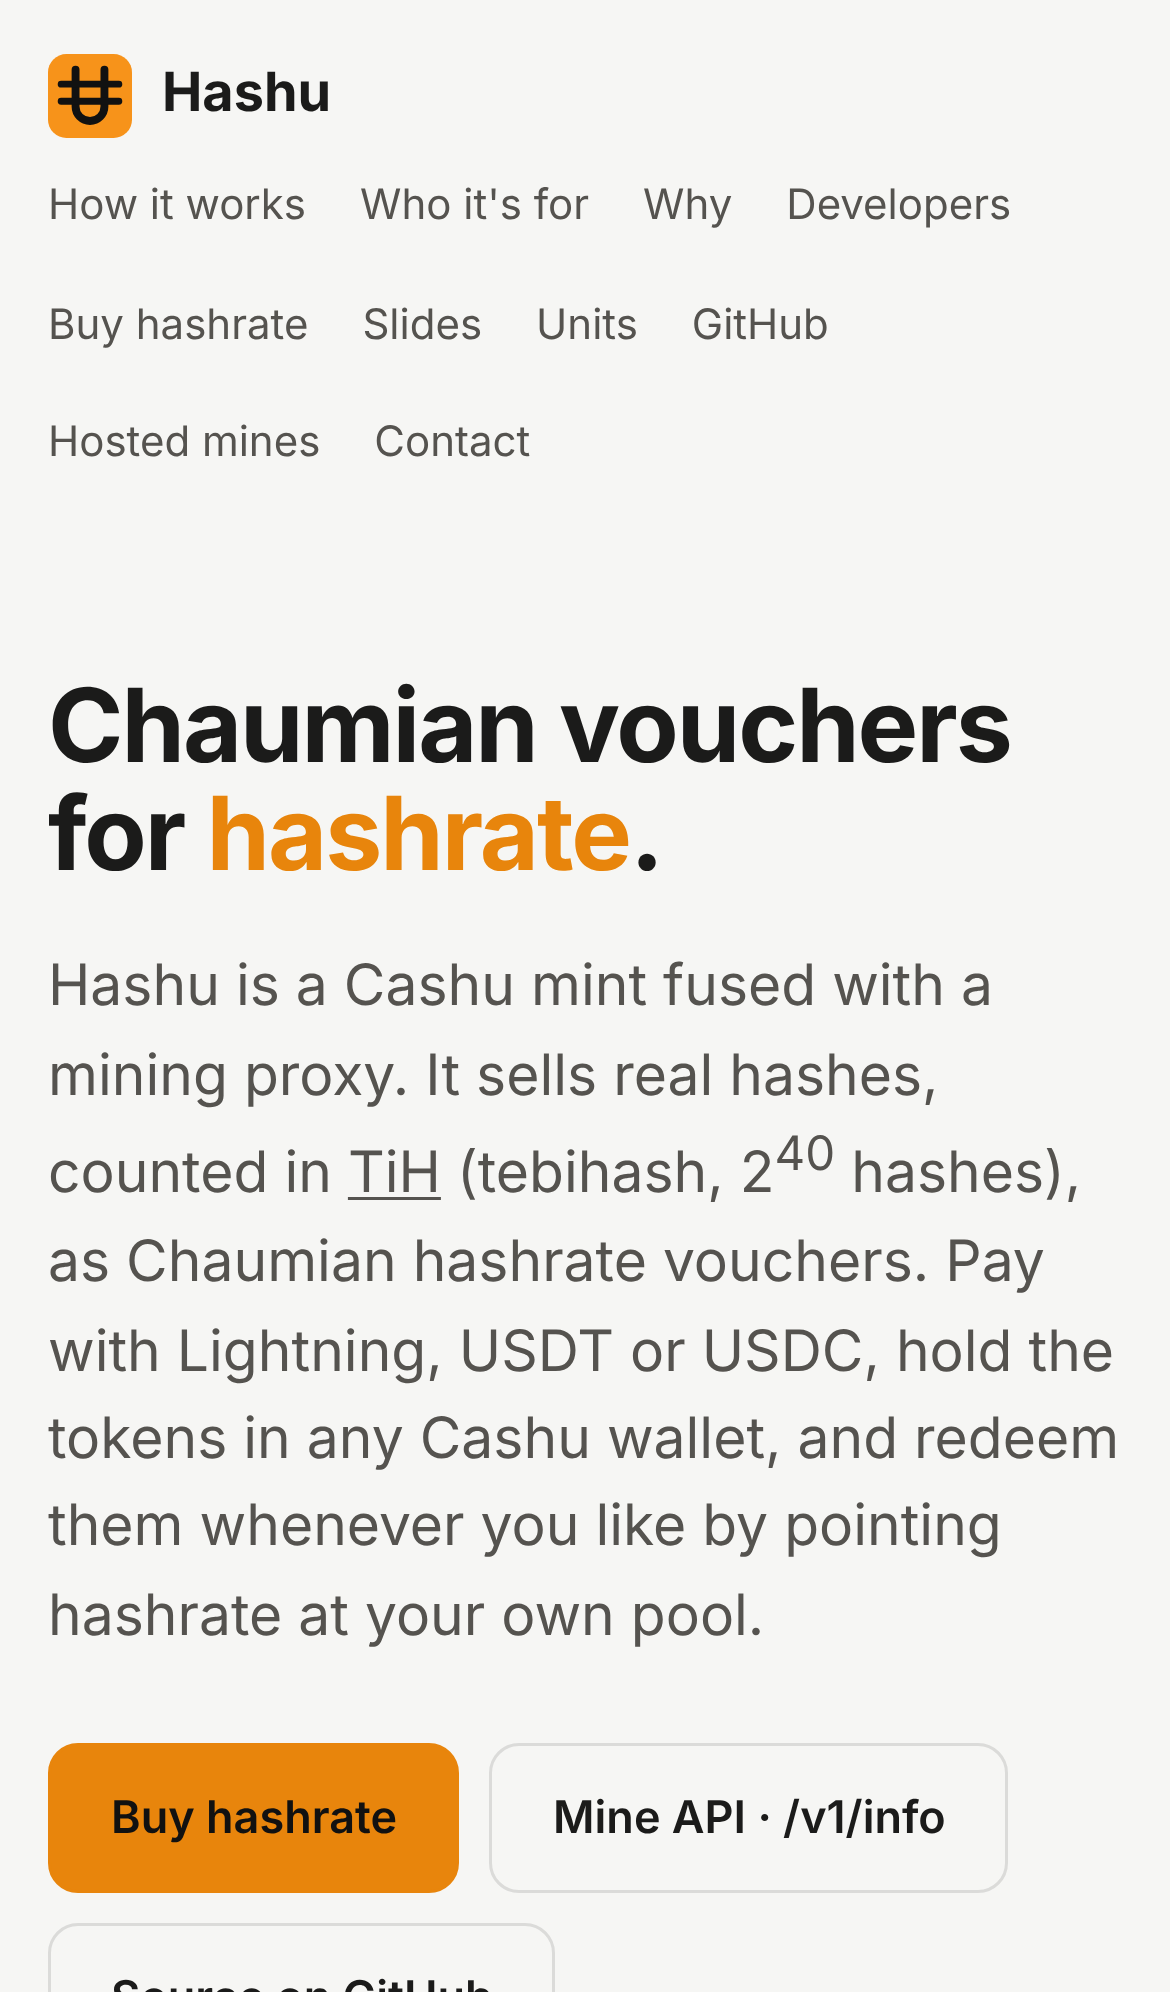 Hashu
How it works Who it's for Why Developers
Buy hashrate Slides Units GitHub
Hosted mines Contact
Chaumian vouchers
for hashrate.
Hashu is a Cashu mint fused with a
mining proxy. It sells real hashes,
counted in TiH (tebihash, 2⁴⁰ hashes),
as Chaumian hashrate vouchers. Pay
with Lightning, USDT or USDC, hold the
tokens in any Cashu wallet, and redeem
them whenever you like by pointing
hashrate at your own pool.
Buy hashrate Mine API · /v1/info
Source on GitHub